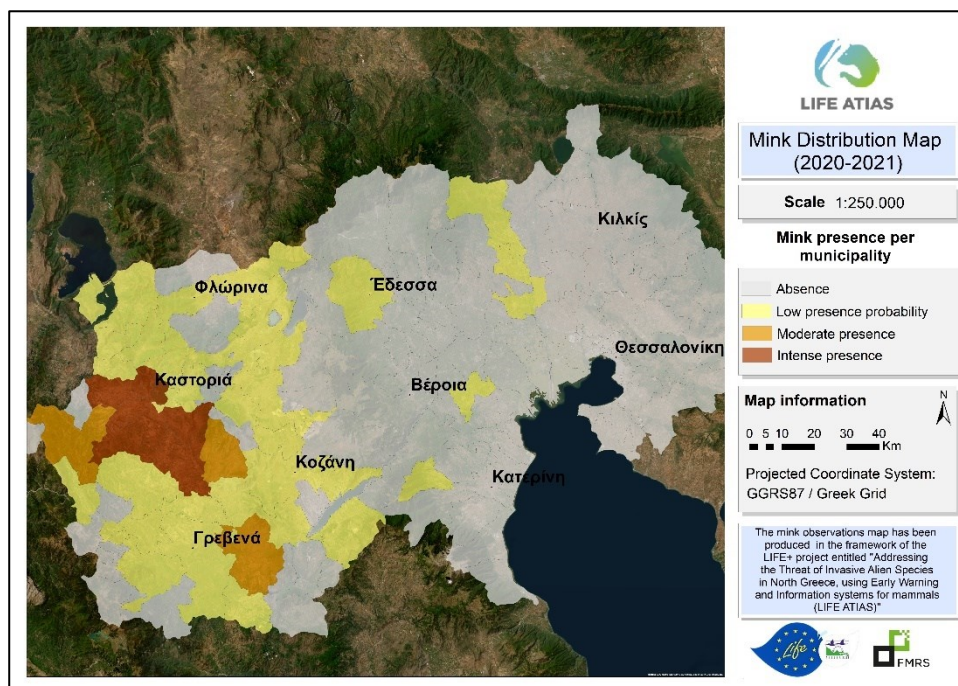 LIFE ATIAS
Mink Distribution Map
(2020-2021)
Scale 1:250.000
Mink presence per
municipality
Absence
Low presence probability
Moderate presence
Intense presence
Map information
N
0 5 10 20 30 40
Km
Projected Coordinate System:
GGRS87 / Greek Grid
The mink observations map has been
produced in the framework of the
LIFE+ project entitled "Addressing
the Threat of Invasive Alien Species
in North Greece, using Early Warning
and Information systems for mammals
(LIFE ATIAS)"
Life
FMRS
Κιλκίς
Φλώρινα
Έδεσσα
Θεσσαλονίκη
Καστοριά
Βέροια
Κοζάνη
Κατερίνη
Γρεβενά